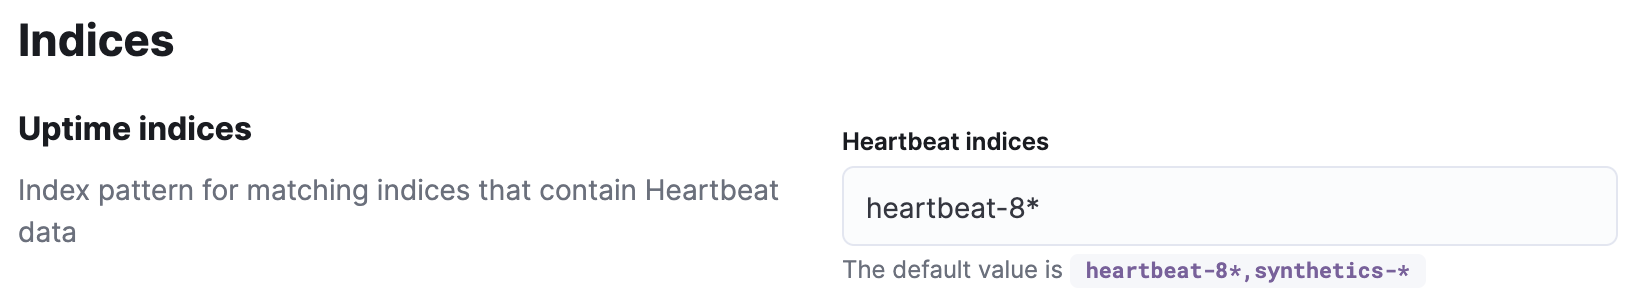 Indices
Uptime indices
Index pattern for matching indices that contain Heartbeat
data
Heartbeat indices
heartbeat-8*
The default value is heartbeat-8*,synthetics-*